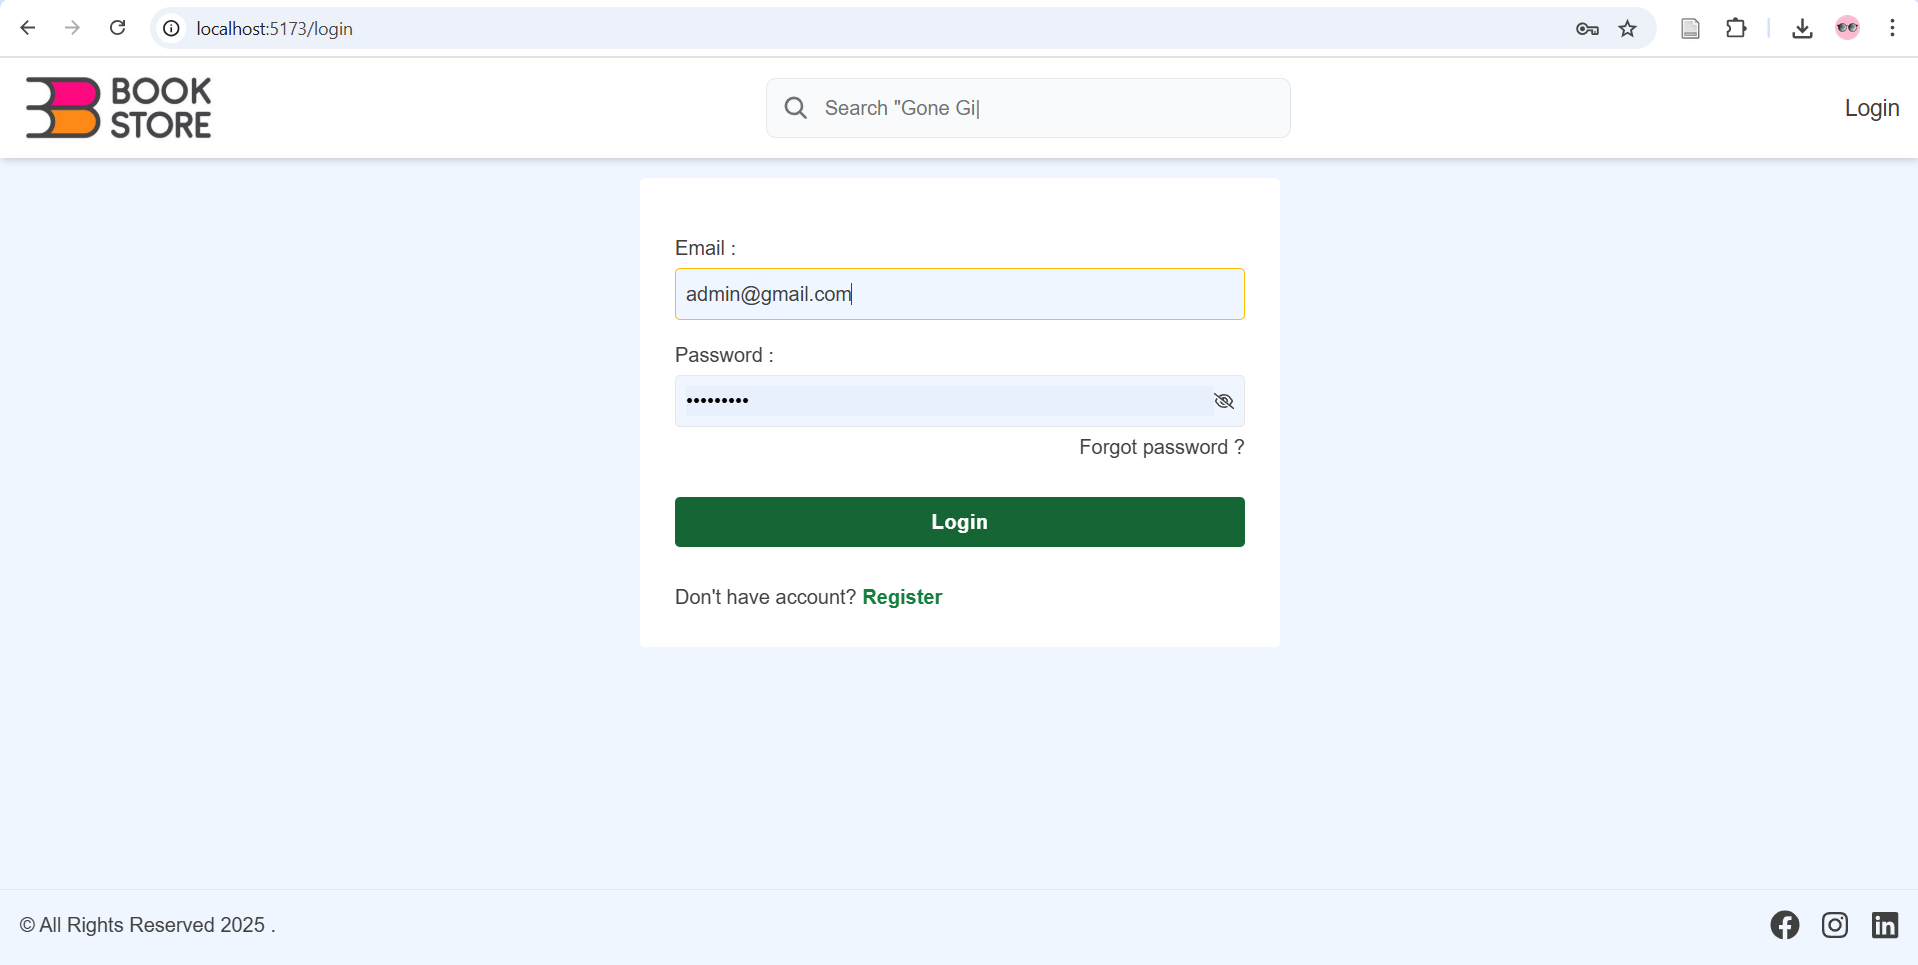 localhost:5173/login
BOOK
STORE
Search "Gone Gi|
Login
Email :
admin@gmail.com
Password :
•••••••••
Forgot password ?
Login
Don't have account? Register
© All Rights Reserved 2025 .